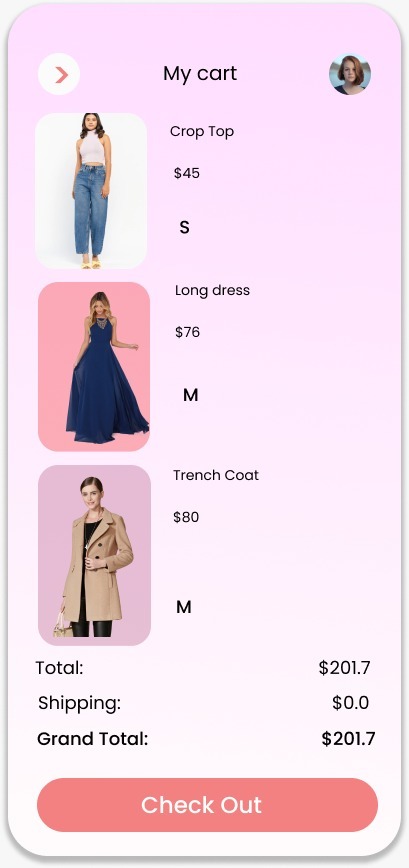 My cart
Crop Top
$45
S
Long dress
$76
M
Trench Coat
$80
M
Total: $201.7
Shipping: $0.0
Grand Total: $201.7
Check Out